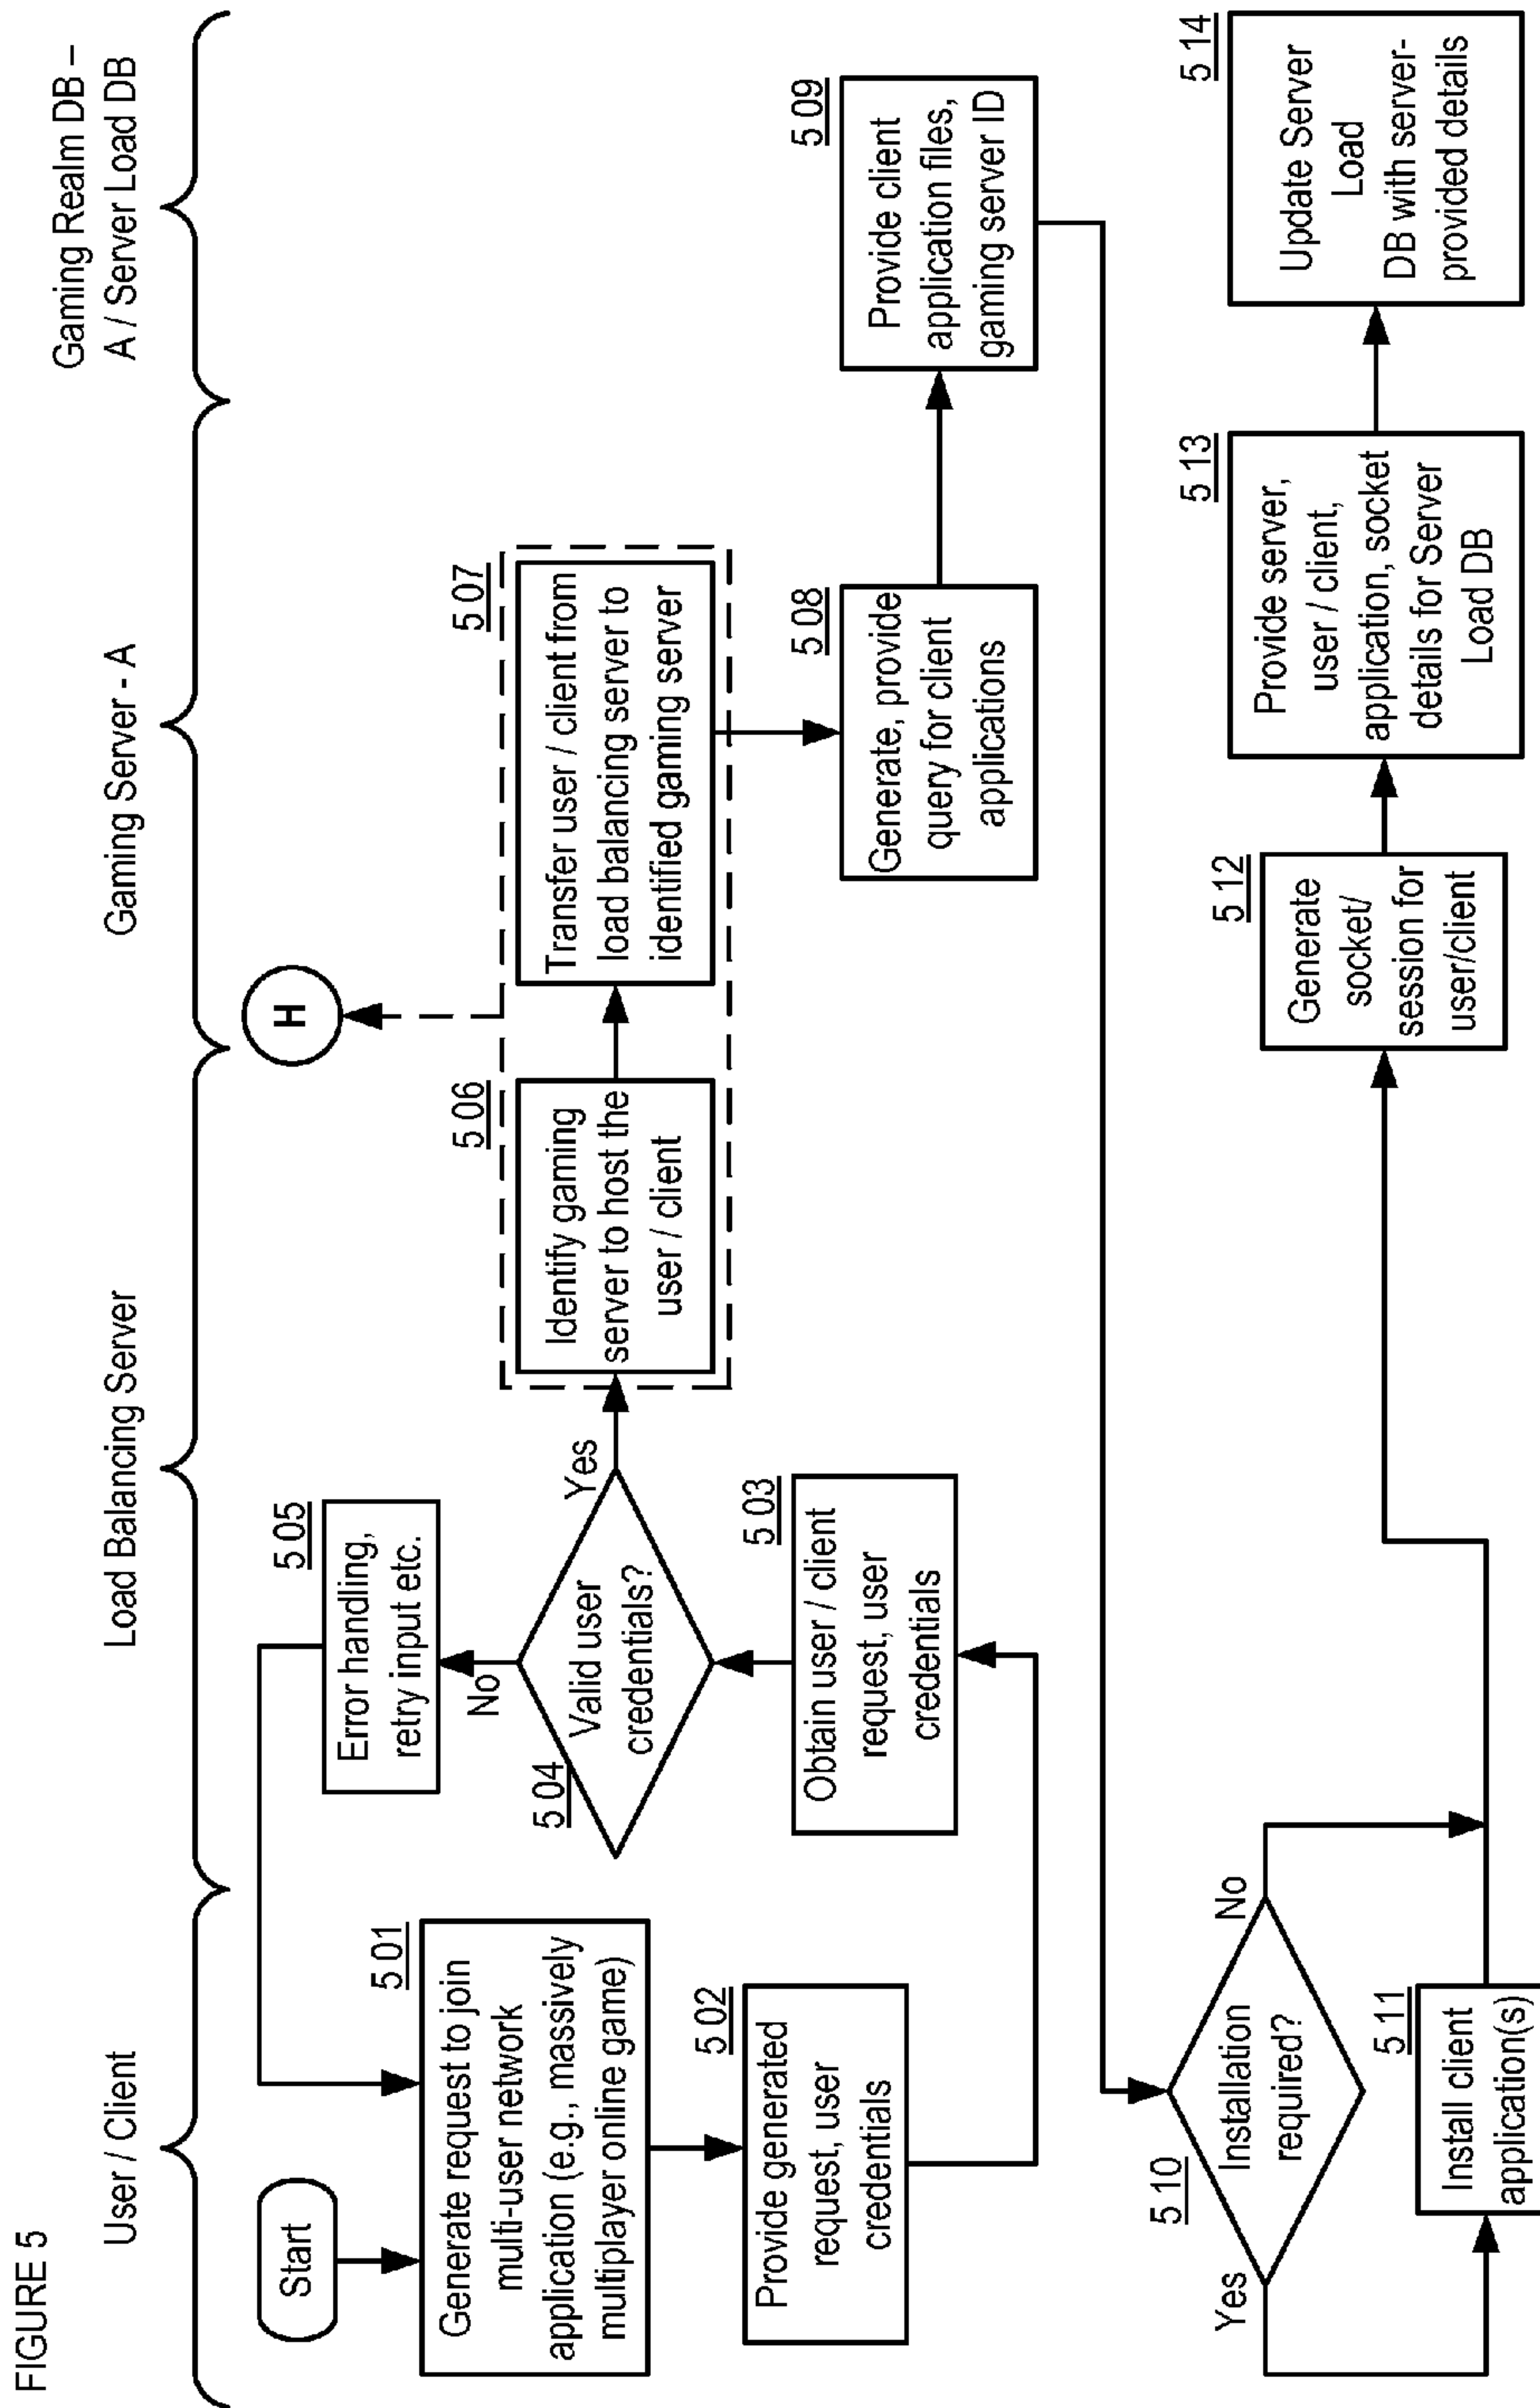 FIGURE 5
User / Client
Load Balancing Server
Gaming Server - A
Gaming Realm DB –
A / Server Load DB
Start
5 01
Generate request to join
multi-user network
application (e.g., massively
multiplayer online game)
5 02
Provide generated
request, user
credentials
5 03
Obtain user / client
request, user
credentials
5 04
Valid user
credentials?
No
Yes
5 05
Error handling,
retry input etc.
5 06
Identify gaming
server to host the
user / client
H
5 07
Transfer user / client from
load balancing server to
identified gaming server
5 08
Generate, provide
query for client
applications
5 09
Provide client
application files,
gaming server ID
5 10
Installation
required?
Yes
No
5 11
Install client
application(s)
5 12
Generate
socket/
session for
user/client
5 13
Provide server,
user / client,
application, socket
details for Server
Load DB
5 14
Update Server
Load
DB with server-
provided details